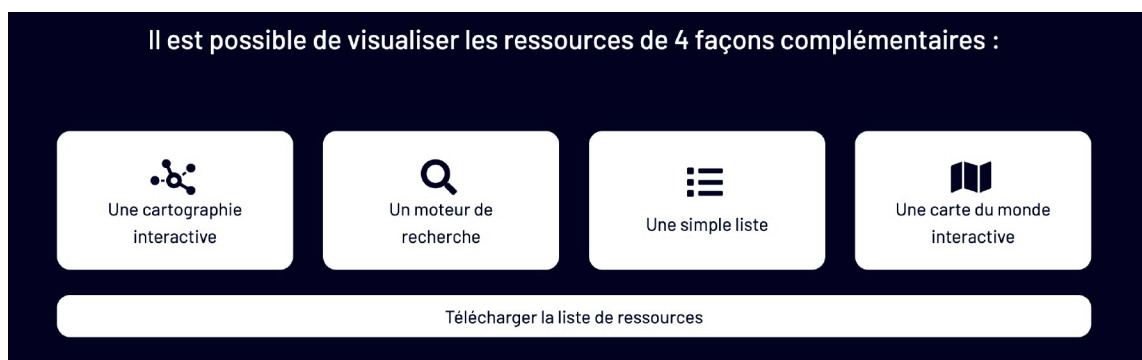 Il est possible de visualiser les ressources de 4 façons complémentaires :
Une cartographie
interactive
Un moteur de
recherche
Une simple liste
Une carte du monde
interactive
Télécharger la liste de ressources